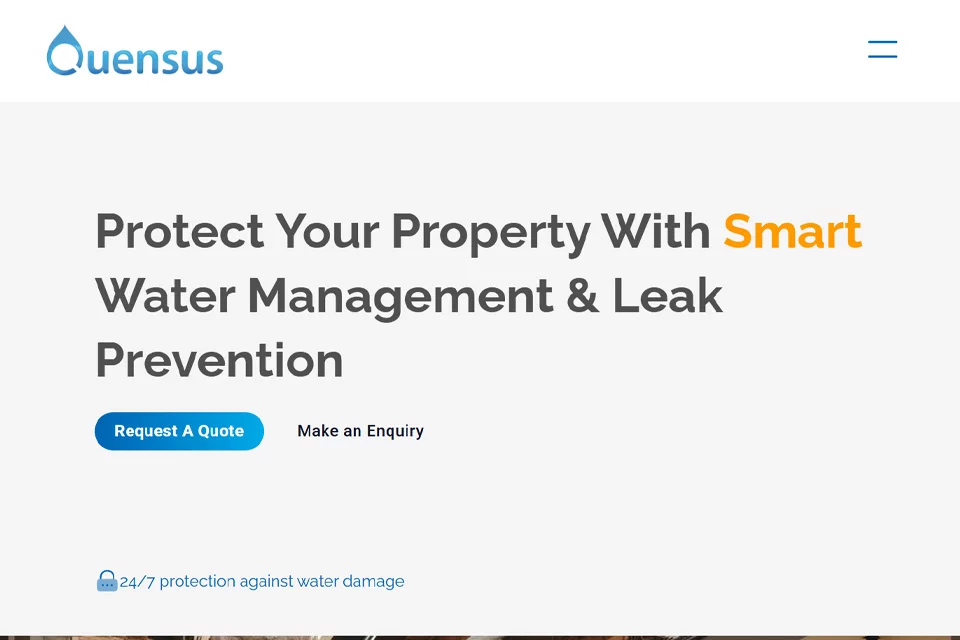 Quensus
Protect Your Property With Smart
Water Management & Leak
Prevention
Request A Quote
Make an Enquiry
24/7 protection against water damage